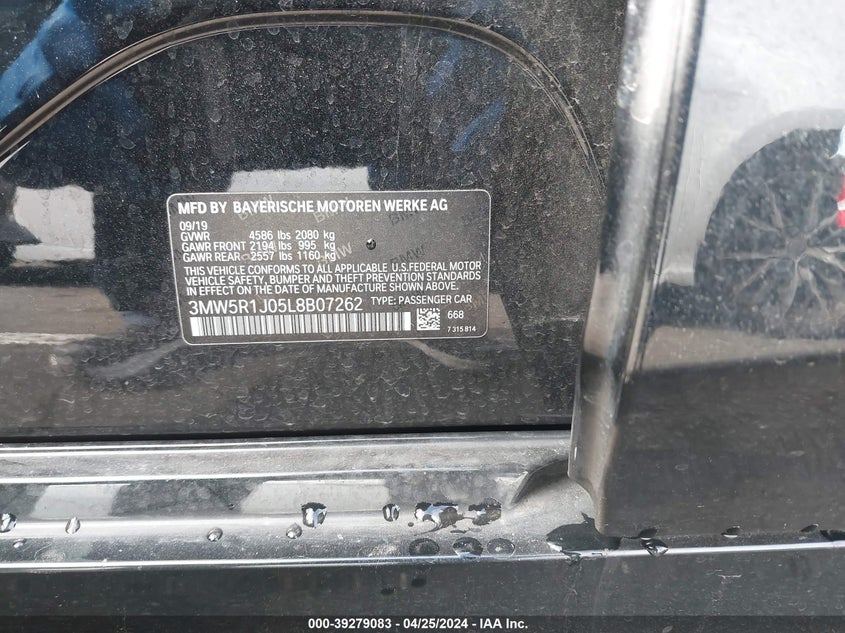 MFD BY BAYERISCHE MOTOREN WERKE AG
09/19
GVWR 4586 lbs 2080 kg
GAWR FRONT 2194 lbs 995 kg
GAWR REAR 2557 lbs 1160 kg
THIS VEHICLE CONFORMS TO ALL APPLICABLE U.S.FEDERAL MOTOR
VEHICLE SAFETY, BUMPER AND THEFT PREVENTION STANDARDS
IN EFFECT ON THE DATE OF MANUFACTURE SHOWN ABOVE.
3MW5R1J05L8B07262 TYPE: PASSENGER CAR
668
7 315 814
000-39279083 - 04/25/2024 - IAA Inc.